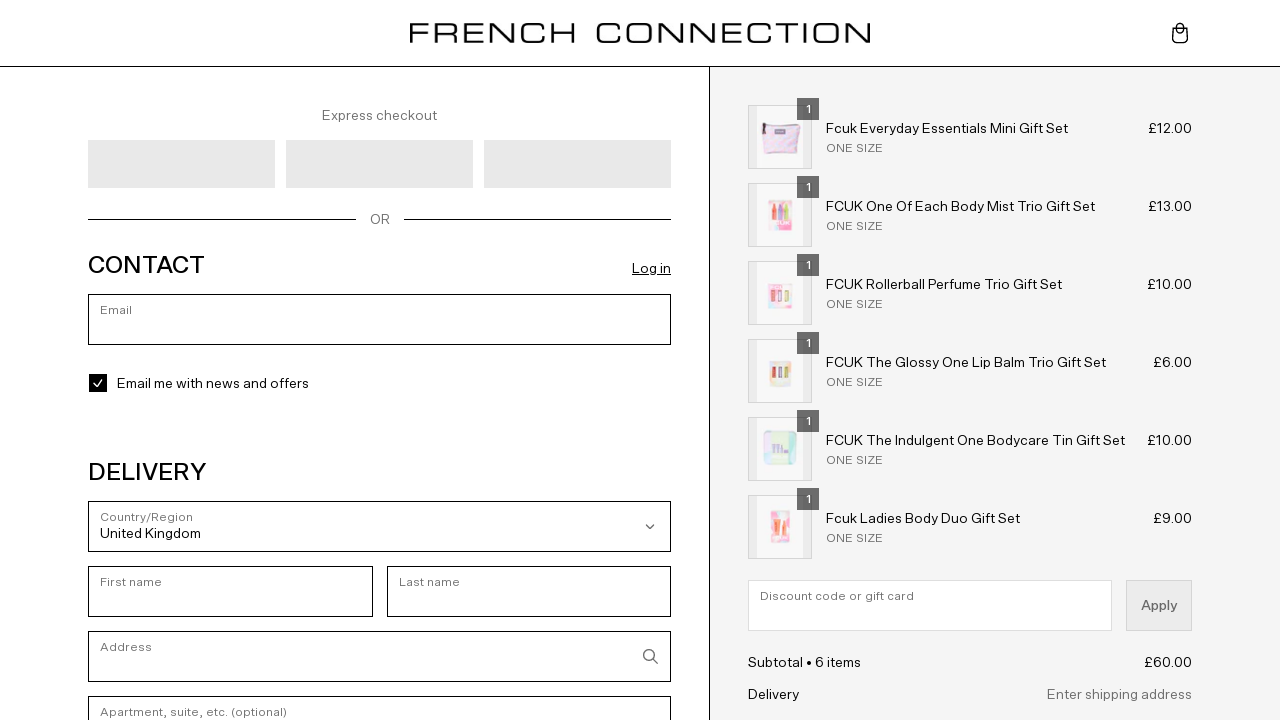 FRENCH CONNECTION
Express checkout
OR
CONTACT
Log in
Email
Email me with news and offers
DELIVERY
Country/Region
United Kingdom
First name
Last name
Address
Apartment, suite, etc. (optional)
1
Fcuk Everyday Essentials Mini Gift Set £12.00
ONE SIZE
1
FCUK One Of Each Body Mist Trio Gift Set £13.00
ONE SIZE
1
FCUK Rollerball Perfume Trio Gift Set £10.00
ONE SIZE
1
FCUK The Glossy One Lip Balm Trio Gift Set £6.00
ONE SIZE
1
FCUK The Indulgent One Bodycare Tin Gift Set £10.00
ONE SIZE
1
Fcuk Ladies Body Duo Gift Set £9.00
ONE SIZE
Discount code or gift card
Apply
Subtotal • 6 items £60.00
Delivery Enter shipping address